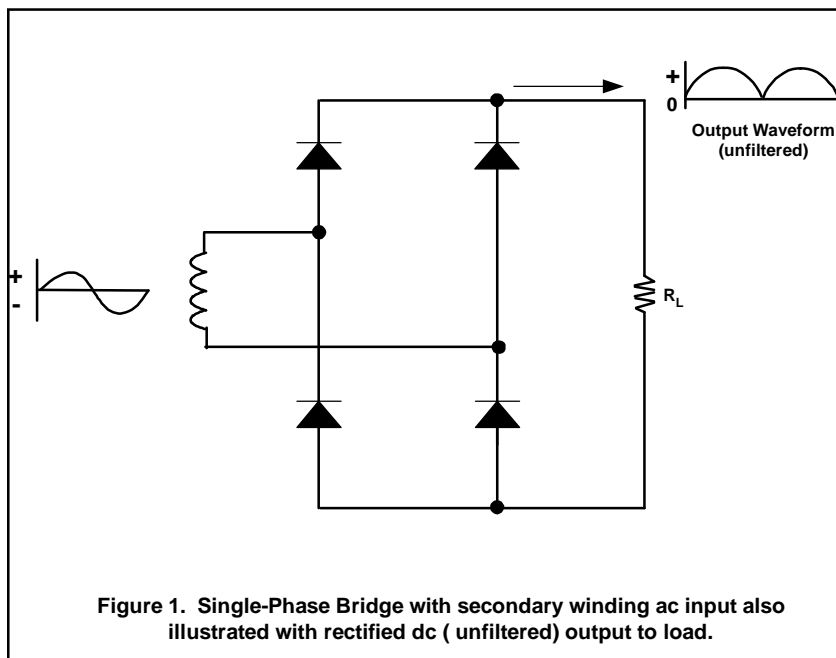 +
0
Output Waveform
(unfiltered)
+
-
RL
Figure 1. Single-Phase Bridge with secondary winding ac input also
illustrated with rectified dc ( unfiltered) output to load.